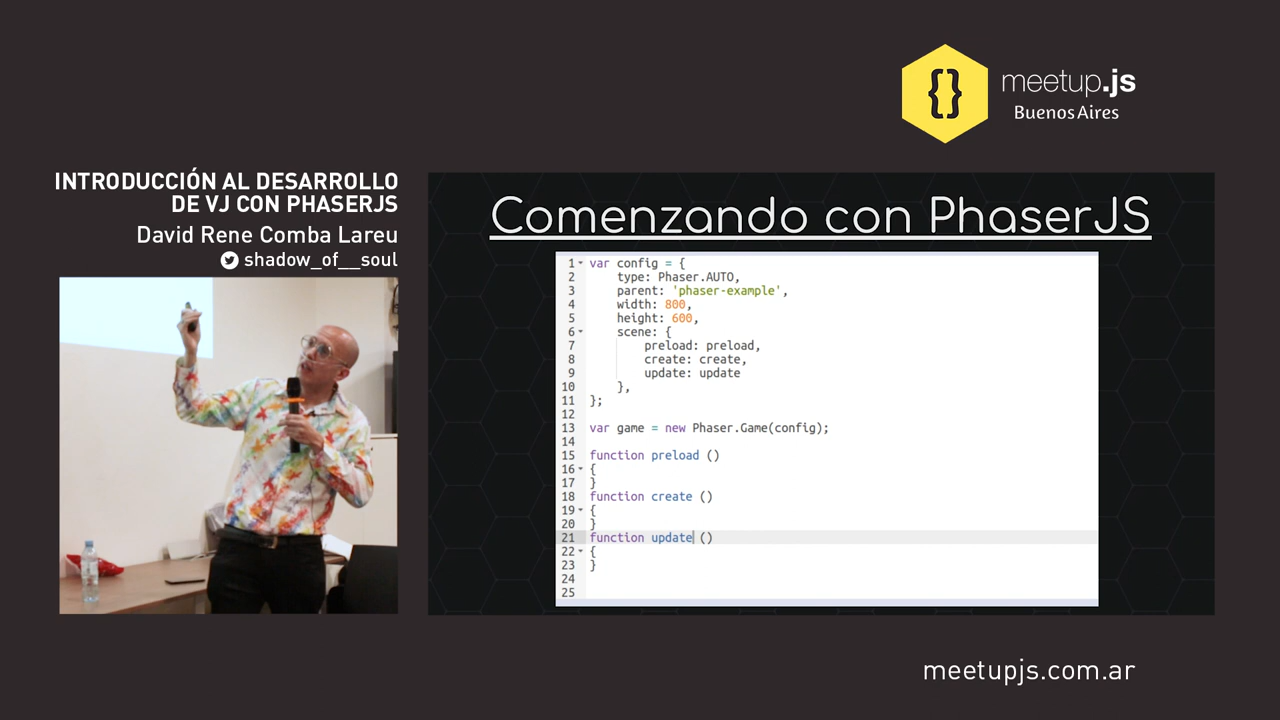 {}
meetup.js
Buenos Aires
INTRODUCCIÓN AL DESARROLLO
DE VJ CON PHASERJS
David Rene Comba Lareu
shadow_of__soul
Comenzando con PhaserJS
1 var config = {
2 type: Phaser.AUTO,
3 parent: 'phaser-example',
4 width: 800,
5 height: 600,
6 scene: {
7 preload: preload,
8 create: create,
9 update: update
10 },
11 };
12
13 var game = new Phaser.Game(config);
14
15 function preload ()
16 {
17 }
18 function create ()
19 {
20 }
21 function update ()
22 {
23 }
24
25
meetupjs.com.ar